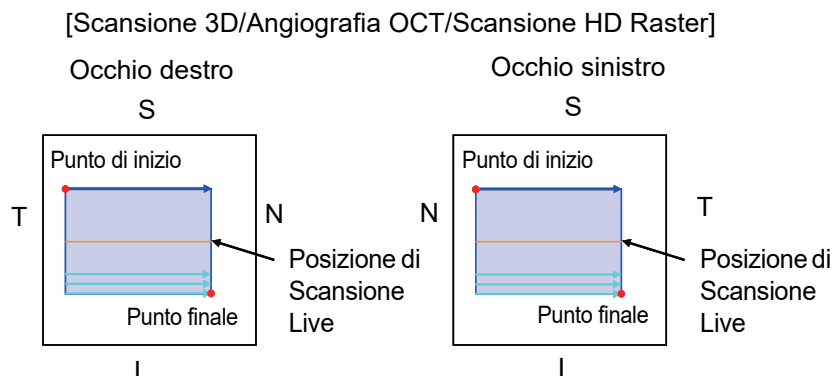 [Scansione 3D/Angiografia OCT/Scansione HD Raster]
Occhio destro
S
Punto di inizio
T
N
Posizione di
Scansione
Live
Punto finale
I
Occhio sinistro
S
Punto di inizio
N
T
Posizione di
Scansione
Live
Punto finale
I